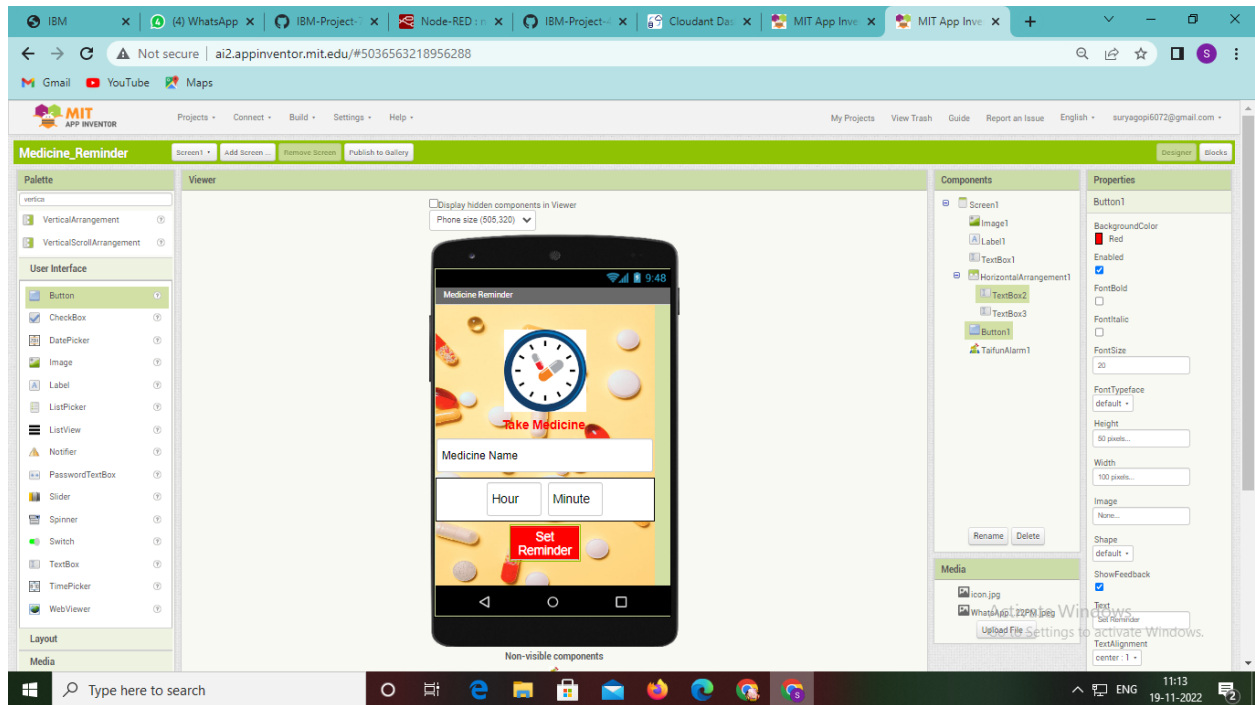 IBM
(4) WhatsApp
IBM-Project-
Node-RED : n
IBM-Project-
Cloudant Das
MIT App Inve
MIT App Inve
Not secure | ai2.appinventor.mit.edu/#5036563218956288
S
Gmail YouTube Maps
MIT
APP INVENTOR
Projects Connect Build Settings Help
My Projects View Trash Guide Report an Issue English suryagopi6072@gmail.com
Medicine_Reminder
Screen1 Add Screen ... Remove Screen Publish to Gallery
Designer Blocks
Palette
vertica
VerticalArrangement
VerticalScrollArrangement
User Interface
Button
CheckBox
DatePicker
Image
Label
ListPicker
ListView
Notifier
PasswordTextBox
Slider
Spinner
Switch
TextBox
TimePicker
WebViewer
Layout
Media
Viewer
Display hidden components in Viewer
Phone size (505,320)
9:48
Medicine Reminder
Take Medicine
Medicine Name
Hour Minute
Set
Reminder
Non-visible components
Components
Screen1
Image1
Label1
TextBox1
HorizontalArrangement1
TextBox2
TextBox3
Button1
TaifunAlarm1
Rename Delete
Media
icon.jpg
Upload File ...
Properties
Button1
BackgroundColor
Red
Enabled
FontBold
FontItalic
FontSize
20
FontTypeface
default
Height
50 pixels...
Width
100 pixels...
Image
None...
Shape
default
ShowFeedback
Text
Set Reminder
TextAlignment
center : 1
Activate Windows
Settings to activate Windows.
Type here to search
ENG
11:13
19-11-2022
2